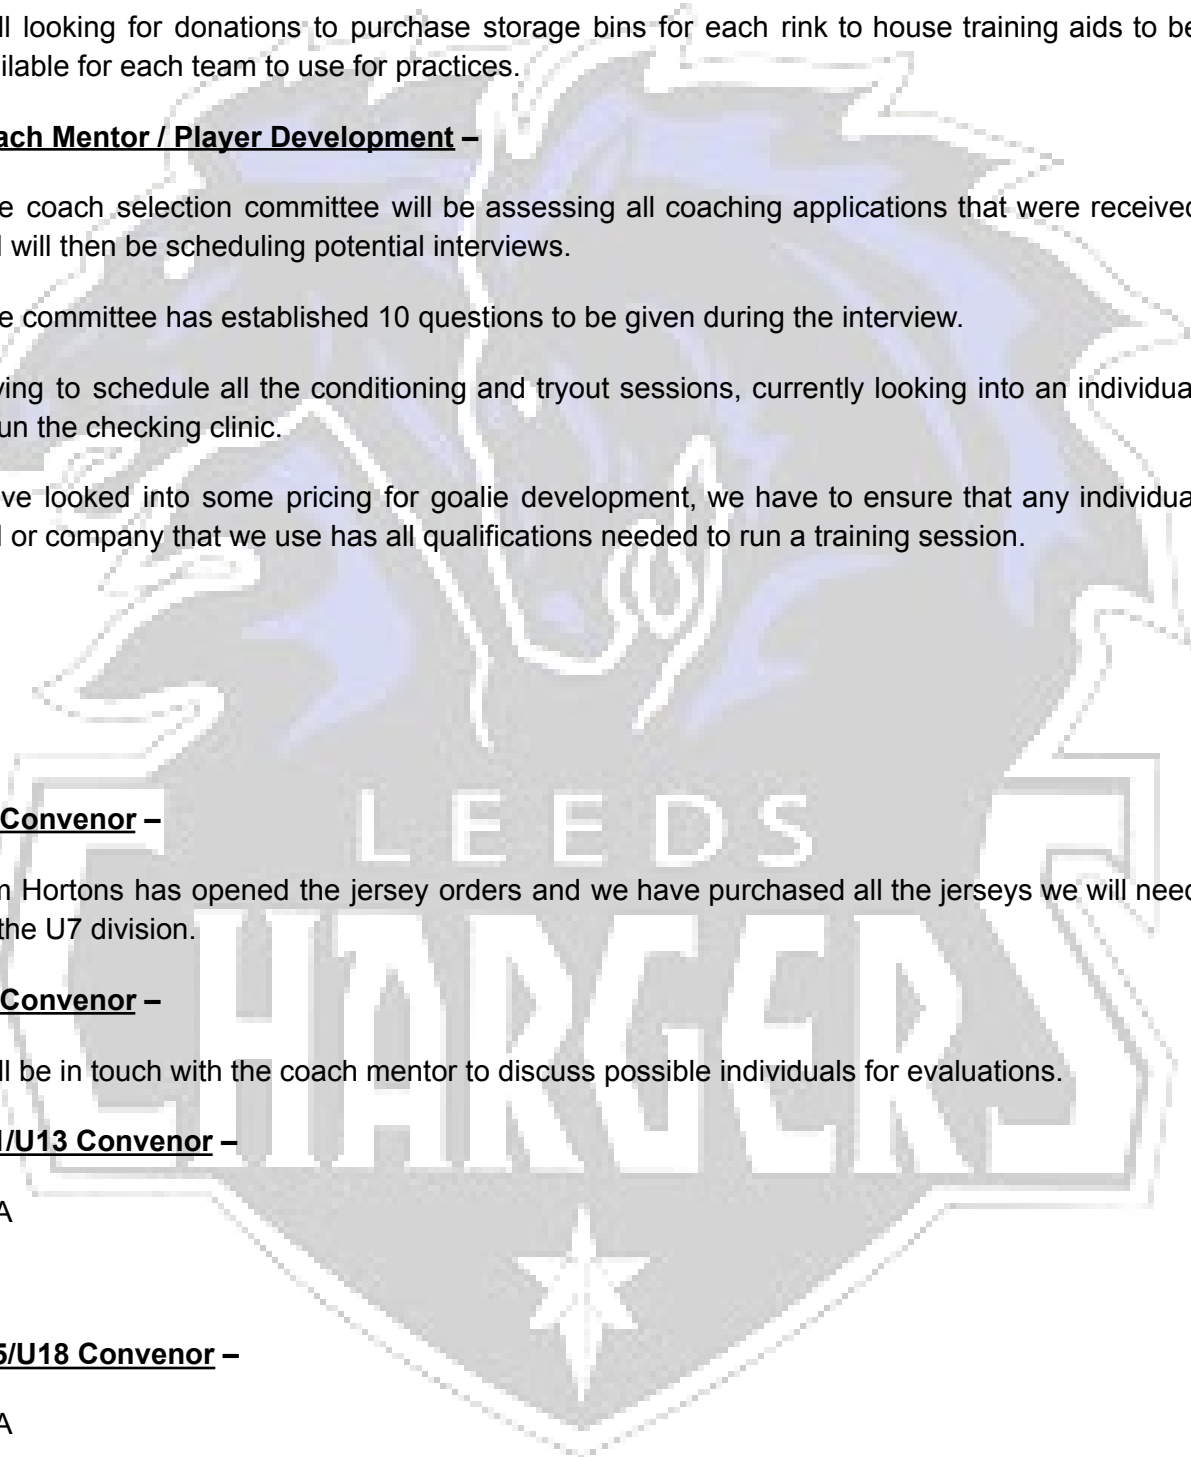 ll looking for donations to purchase storage bins for each rink to house training aids to be
ilable for each team to use for practices.
ach Mentor / Player Development –
e coach selection committee will be assessing all coaching applications that were received
l will then be scheduling potential interviews.
e committee has established 10 questions to be given during the interview.
ying to schedule all the conditioning and tryout sessions, currently looking into an individual
un the checking clinic.
ve looked into some pricing for goalie development, we have to ensure that any individual
l or company that we use has all qualifications needed to run a training session.
Convenor –
LEEDS
m Hortons has opened the jersey orders and we have purchased all the jerseys we will need
the U7 division.
CHARGERS
Convenor –
ll be in touch with the coach mentor to discuss possible individuals for evaluations.
1/U13 Convenor –
A
5/U18 Convenor –
A